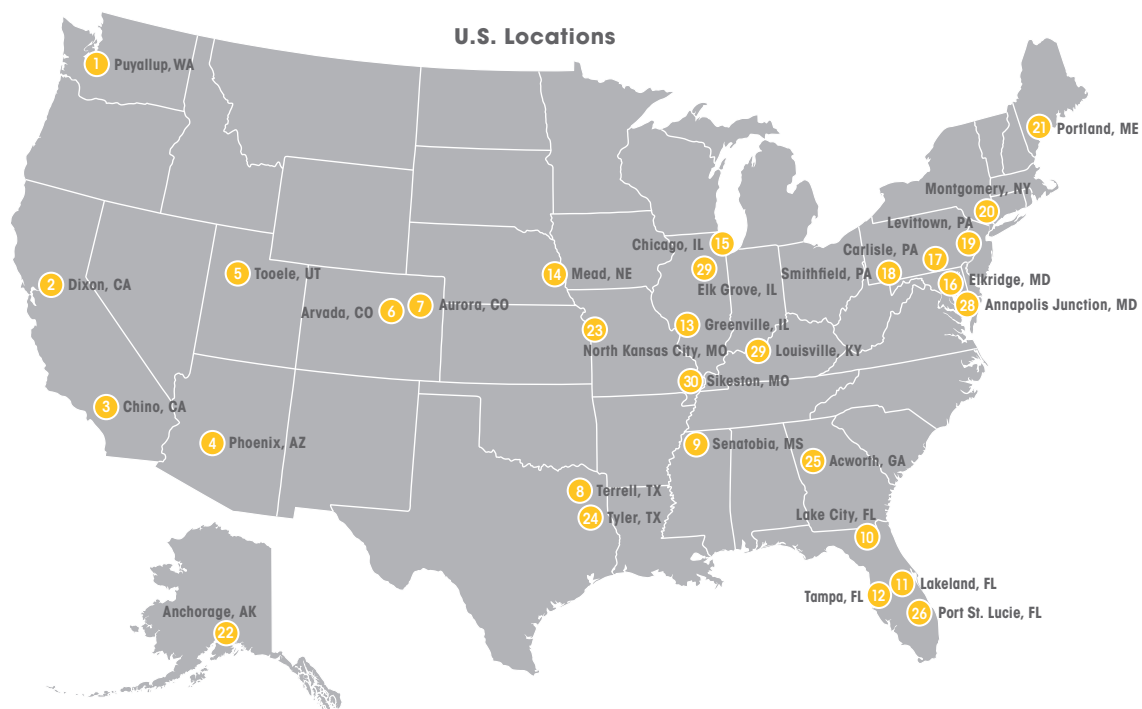 U.S. Locations
1 Puyallup, WA
21 Portland, ME
Montgomery, NY
20
Levittown, PA
19
Chicago, IL 15
Carlisle, PA
17
5 Tooele, UT
14 Mead, NE
29
Elk Grove, IL
Smithfield, PA 18
16 Elkridge, MD
2 Dixon, CA
28 Annapolis Junction, MD
Arvada, CO 6
7 Aurora, CO
13 Greenville, IL
23
North Kansas City, MO
29 Louisville, KY
30 Sikeston, MO
3 Chino, CA
4 Phoenix, AZ
9 Senatobia, MS
25 Acworth, GA
8 Terrell, TX
24 Tyler, TX
Lake City, FL
10
11 Lakeland, FL
Tampa, FL 12
26 Port St. Lucie, FL
Anchorage, AK
22